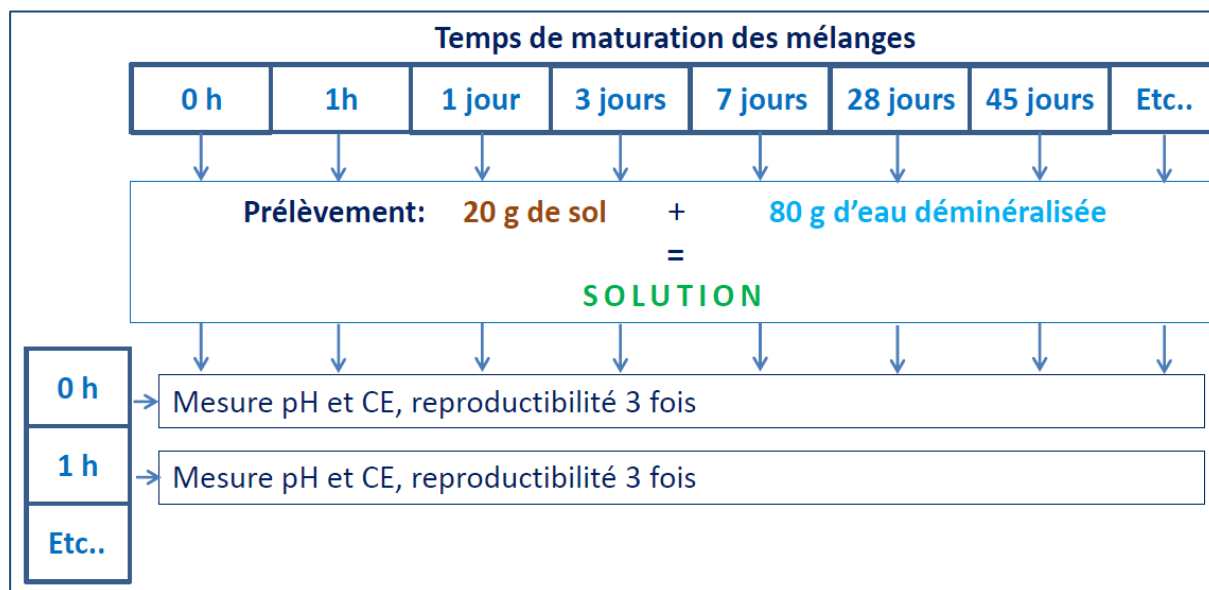 Temps de maturation des mélanges
0 h 1h 1 jour 3 jours 7 jours 28 jours 45 jours Etc..
Prélèvement: 20 g de sol + 80 g d'eau déminéralisée
=
SOLUTION
0 h Mesure pH et CE, reproductibilité 3 fois
1 h Mesure pH et CE, reproductibilité 3 fois
Etc..